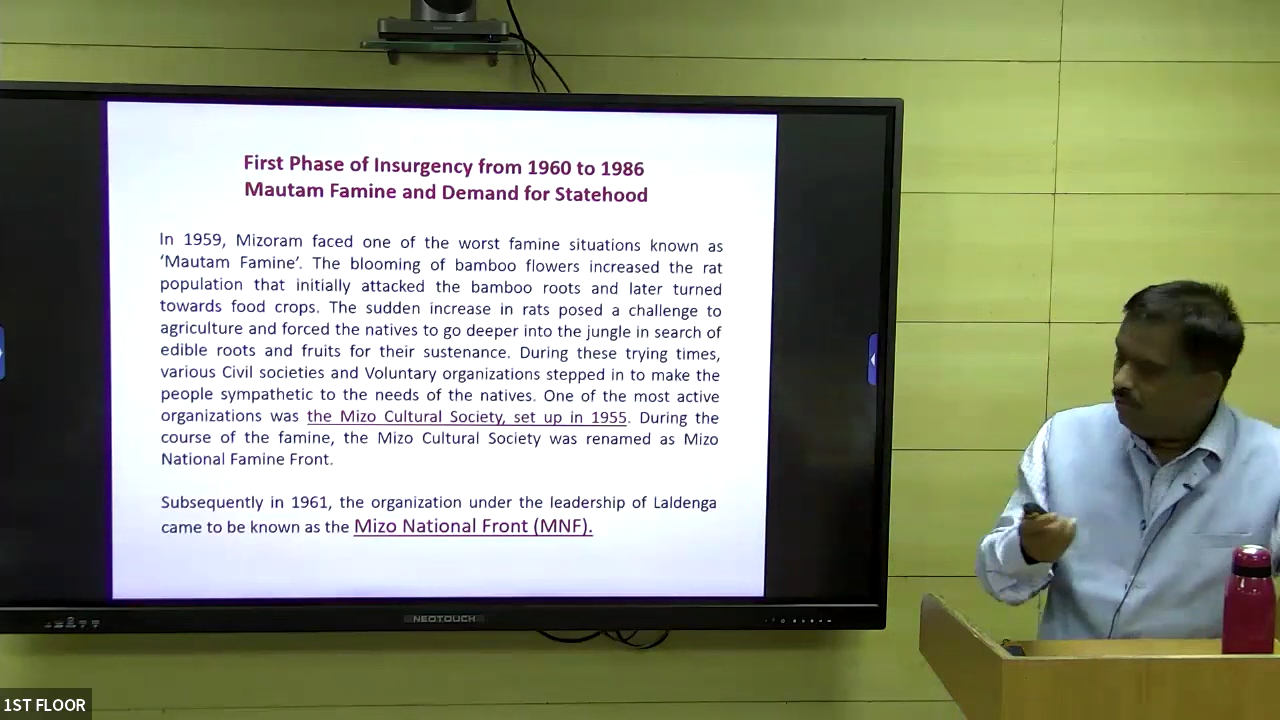 First Phase of Insurgency from 1960 to 1986
Mautam Famine and Demand for Statehood
In 1959, Mizoram faced one of the worst famine situations known as
‘Mautam Famine’. The blooming of bamboo flowers increased the rat
population that initially attacked the bamboo roots and later turned
towards food crops. The sudden increase in rats posed a challenge to
agriculture and forced the natives to go deeper into the jungle in search of
edible roots and fruits for their sustenance. During these trying times,
various Civil societies and Voluntary organizations stepped in to make the
people sympathetic to the needs of the natives. One of the most active
organizations was the Mizo Cultural Society, set up in 1955. During the
course of the famine, the Mizo Cultural Society was renamed as Mizo
National Famine Front.
Subsequently in 1961, the organization under the leadership of Laldenga
came to be known as the Mizo National Front (MNF).
NEOTOUCH
1ST FLOOR